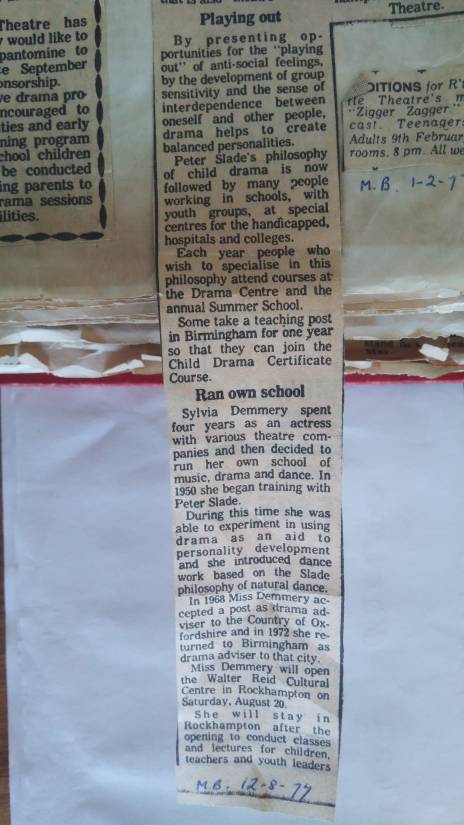 Theatre has
would like to
pantomine to
September
onsorship.
drama pro-
ncouraged to
ties and early
ning program
chool children
be conducted
ng parents to
rama sessions
ilities.
Playing out
By presenting op-
portunities for the "playing
out" of anti-social feelings,
by the development of group
sensitivity and the sense of
interdependence between
oneself and other people,
drama helps to create
balanced personalities.
Peter Slade's philosophy
of child drama is now
followed by many people
working in schools, with
youth groups, at special
centres for the handicapped,
hospitals and colleges.
Each year people who
wish to specialise in this
philosophy attend courses at
the Drama Centre and the
annual Summer School.
Some take a teaching post
in Birmingham for one year
so that they can join the
Child Drama Certificate
Course.
Ran own school
Sylvia Demmery spent
four years as an actress
with various theatre com-
panies and then decided to
run her own school of
music, drama and dance. In
1950 she began training with
Peter Slade.
During this time she was
able to experiment in using
drama as an aid to
personality development
and she introduced dance
work based on the Slade
philosophy of natural dance.
In 1968 Miss Demmery ac-
cepted a post as drama ad-
viser to the Country of Ox-
fordshire and in 1972 she re-
turned to Birmingham as
drama adviser to that city.
Miss Demmery will open
the Walter Reid Cultural
Centre in Rockhampton on
Saturday, August 20.
She will stay in
Rockhampton after the
opening to conduct classes
and lectures for children,
teachers and youth leaders
M.B. 12-8-77
Theatre.
DITIONS for R'
tle Theatre's m
"Zigger Zagger."
cast. Teenagers
Adults 9th Februar
rooms. 8 pm. All we
M.B. 1-2-7